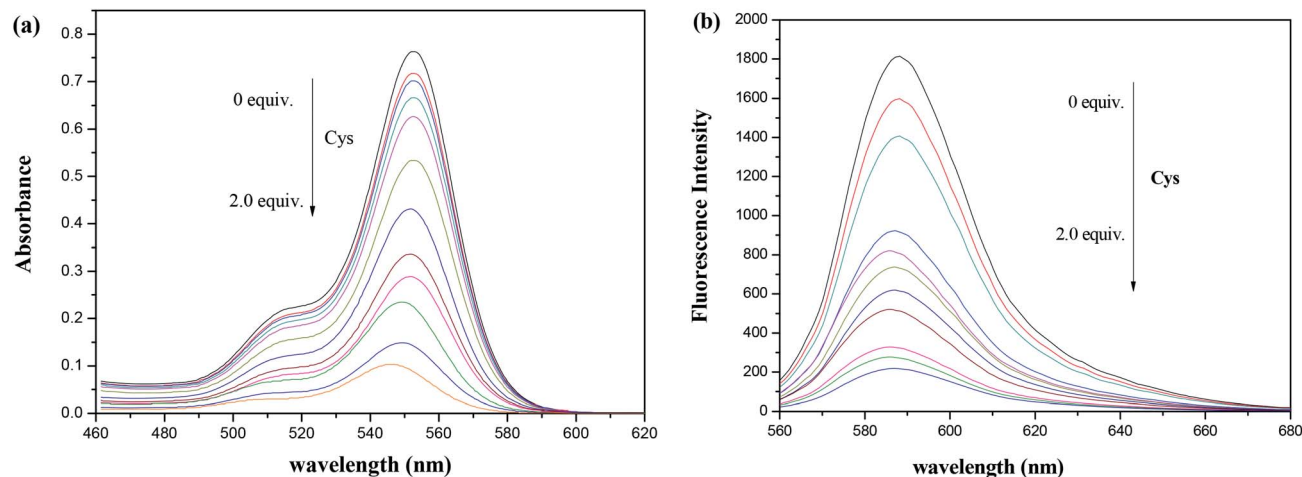 (a)
0.8
0.7
0.6
0.5
0.4
0.3
0.2
0.1
0.0
Absorbance
0 equiv.
Cys
2.0 equiv.
460 480 500 520 540 560 580 600 620
wavelength (nm)
(b)
2000
1800
1600
1400
1200
1000
800
600
400
200
0
Fluorescence Intensity
0 equiv.
Cys
2.0 equiv.
560 580 600 620 640 660 680
wavelength (nm)